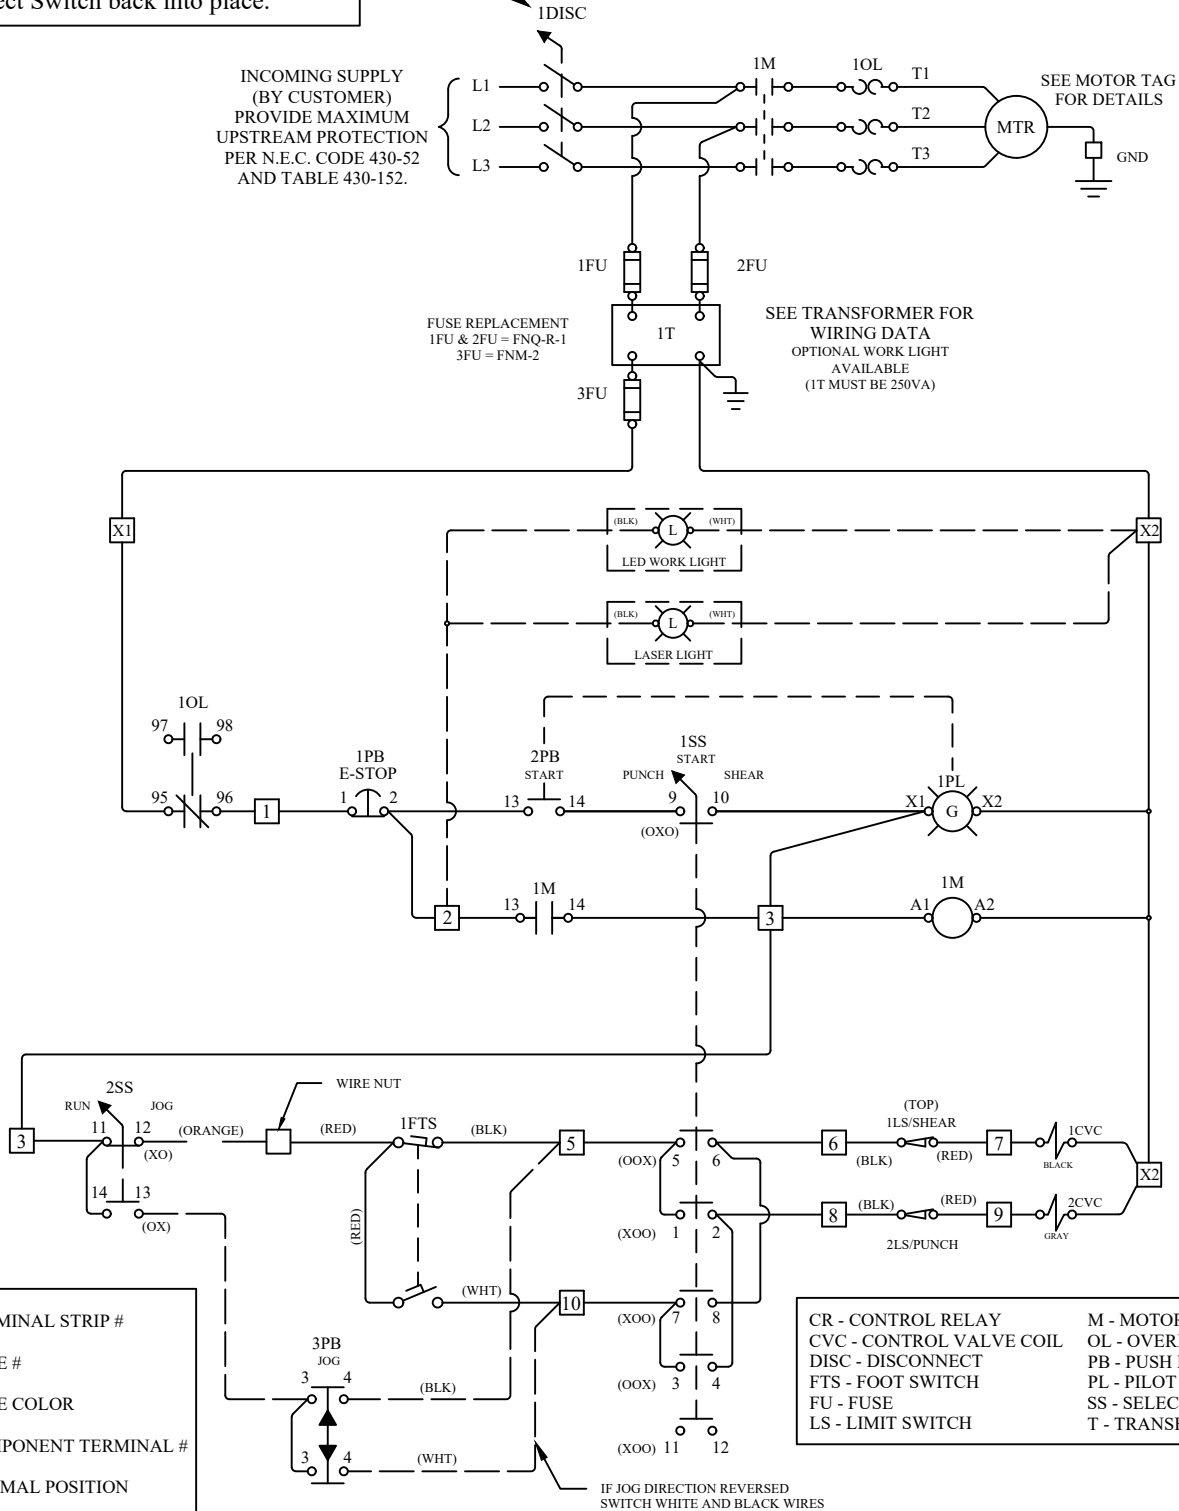 ect Switch back into place.
1DISC
INCOMING SUPPLY
(BY CUSTOMER)
PROVIDE MAXIMUM
UPSTREAM PROTECTION
PER N.E.C. CODE 430-52
AND TABLE 430-152.
L1
L2
L3
1M
1OL
T1
T2
T3
MTR
SEE MOTOR TAG
FOR DETAILS
GND
1FU
2FU
FUSE REPLACEMENT
1FU & 2FU = FNQ-R-1
3FU = FNM-2
1T
SEE TRANSFORMER FOR
WIRING DATA
OPTIONAL WORK LIGHT
AVAILABLE
(1T MUST BE 250VA)
3FU
X1
X2
(BLK)
L
(WHT)
LED WORK LIGHT
(BLK)
L
(WHT)
LASER LIGHT
1OL
97
98
95
96
1
1PB
E-STOP
1
2
2PB
START
13
14
1SS
START
PUNCH
SHEAR
9
10
(OXO)
1PL
X1
G
X2
2
1M
13
14
3
1M
A1
A2
2SS
RUN
JOG
3
11
12
(ORANGE)
(XO)
14
13
(OX)
WIRE NUT
(RED)
1FTS
(BLK)
(RED)
(WHT)
5
10
(OOX)
5
6
(XOO)
1
2
(XOO)
7
8
(OOX)
3
4
(XOO)
11
12
(TOP)
1LS/SHEAR
6
(BLK)
(RED)
7
1CVC
BLACK
8
(BLK)
(RED)
9
2CVC
GRAY
2LS/PUNCH
X2
3PB
JOG
3
4
(BLK)
3
4
(WHT)
IF JOG DIRECTION REVERSED
SWITCH WHITE AND BLACK WIRES
MINAL STRIP #
E #
E COLOR
PONENT TERMINAL #
MAL POSITION
CR - CONTROL RELAY
CVC - CONTROL VALVE COIL
DISC - DISCONNECT
FTS - FOOT SWITCH
FU - FUSE
LS - LIMIT SWITCH
M - MOTOR
OL - OVER
PB - PUSH
PL - PILOT
SS - SELEC
T - TRANS